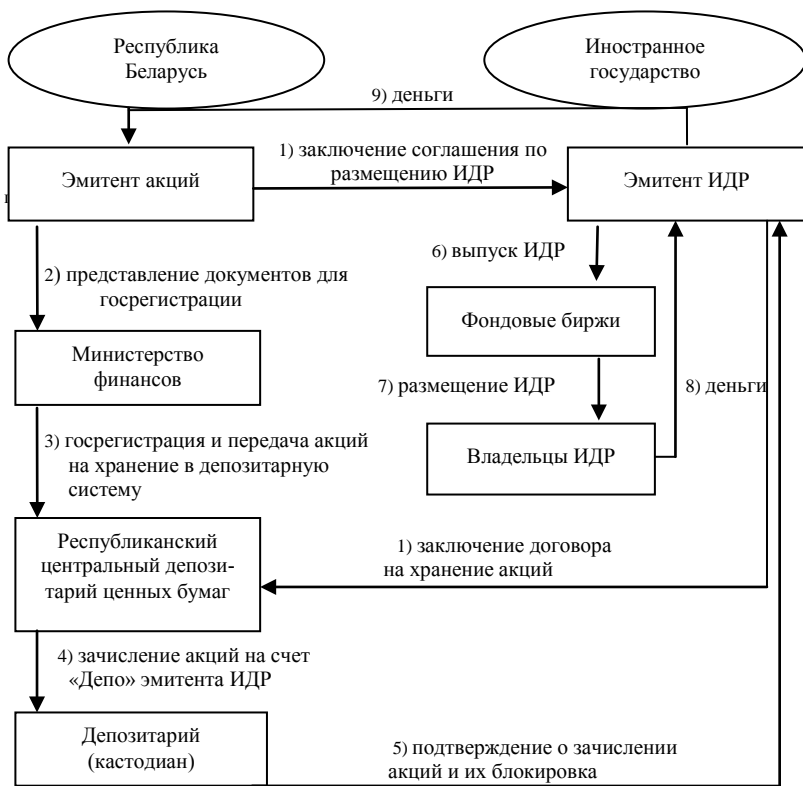 Республика
Беларусь
Иностранное
государство
9) деньги
Эмитент акций
1) заключение соглашения по
размещению ИДР
Эмитент ИДР
2) представление документов для
госрегистрации
6) выпуск ИДР
Фондовые биржи
Министерство
финансов
7) размещение ИДР
8) деньги
3) госрегистрация и передача акций
на хранение в депозитарную
систему
Владельцы ИДР
Республиканский
центральный депози-
тарий ценных бумаг
1) заключение договора
на хранение акций
4) зачисление акций на счет
«Депо» эмитента ИДР
Депозитарий
(кастодиан)
5) подтверждение о зачислении
акций и их блокировка